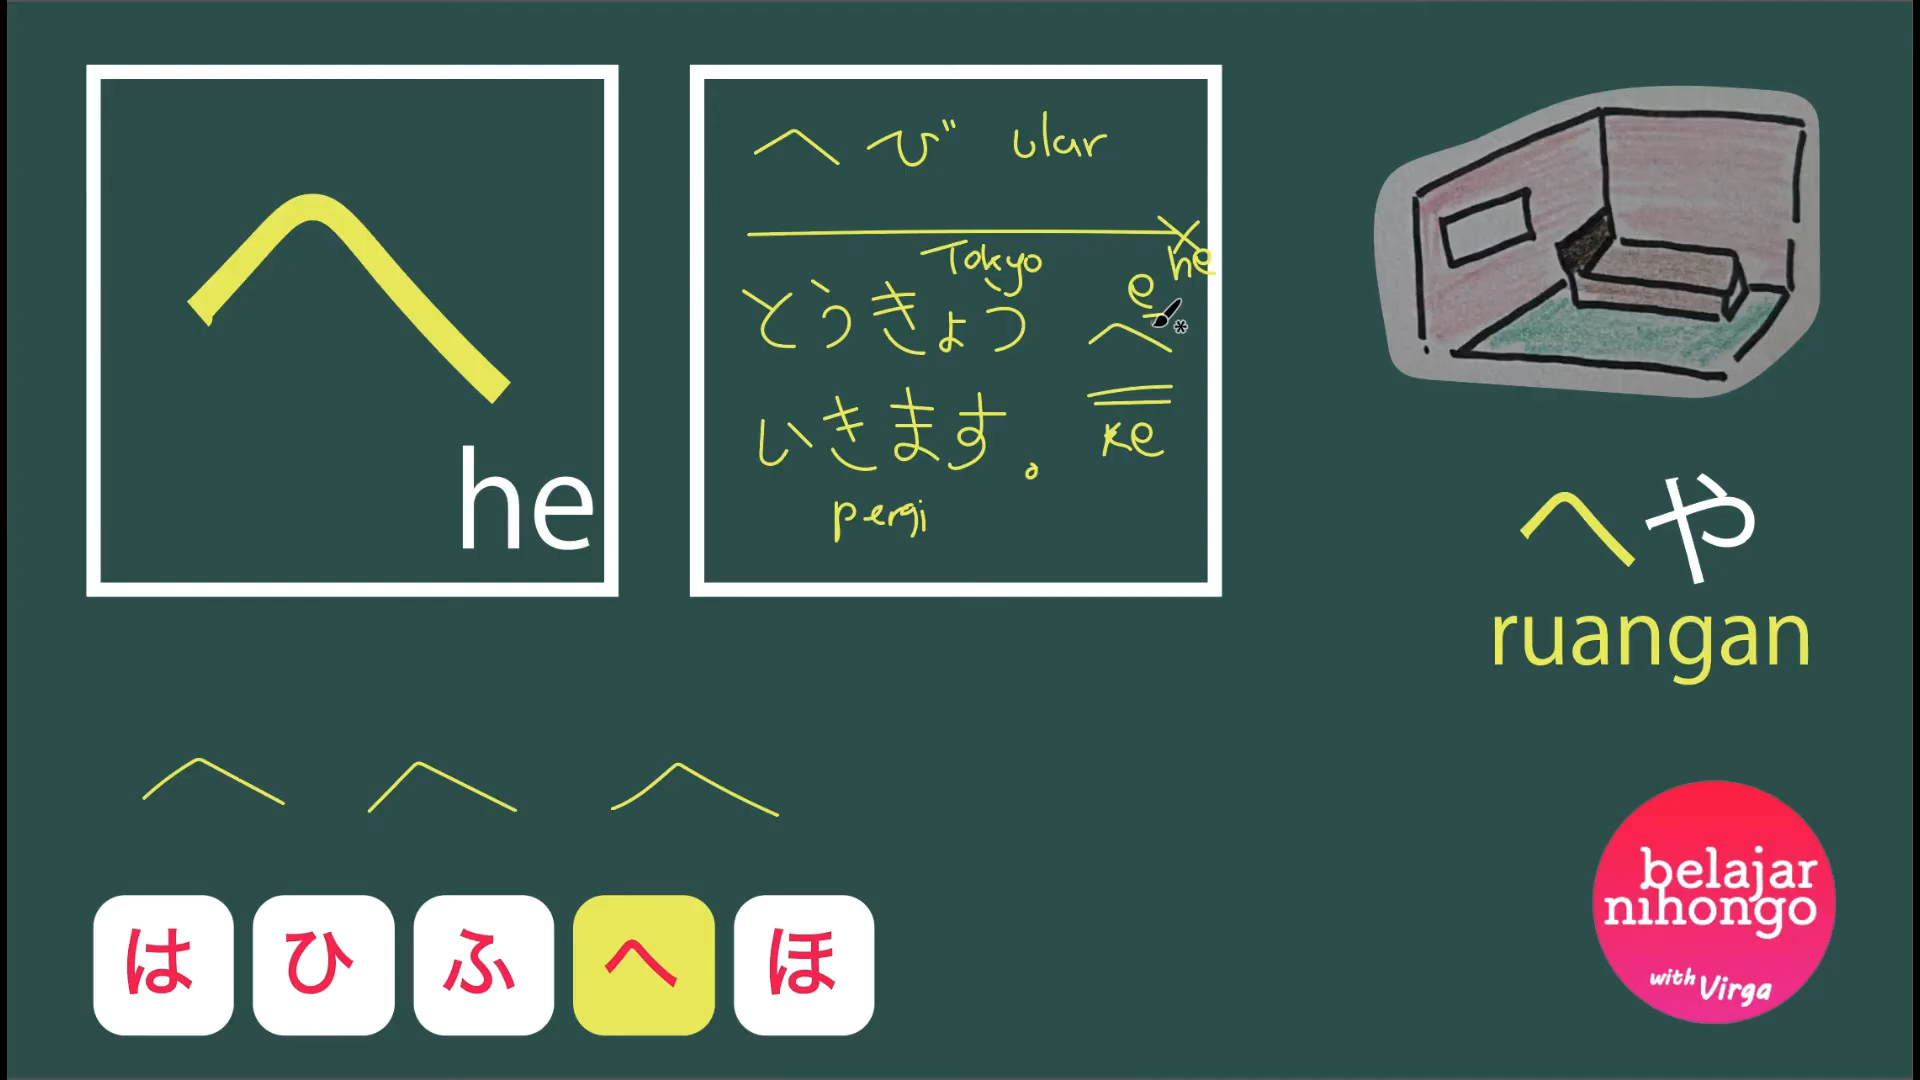 へ
he
へび ular
he
Tokyo
e
とうきょう へ
いきます。 ke
pergi
へや
ruangan
へ へ へ
は ひ ふ へ ほ
belajar
nihongo
with Virga